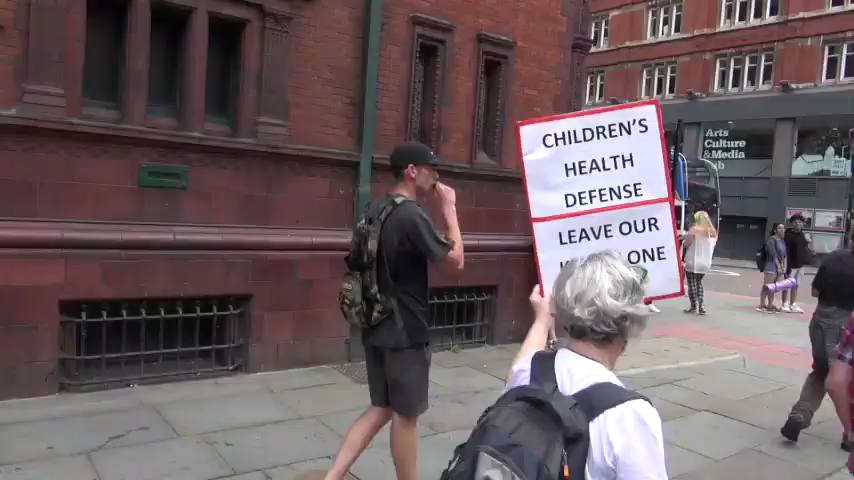 CHILDREN'S
HEALTH
DEFENSE
LEAVE OUR
ONE
Arts
Culture &
Media